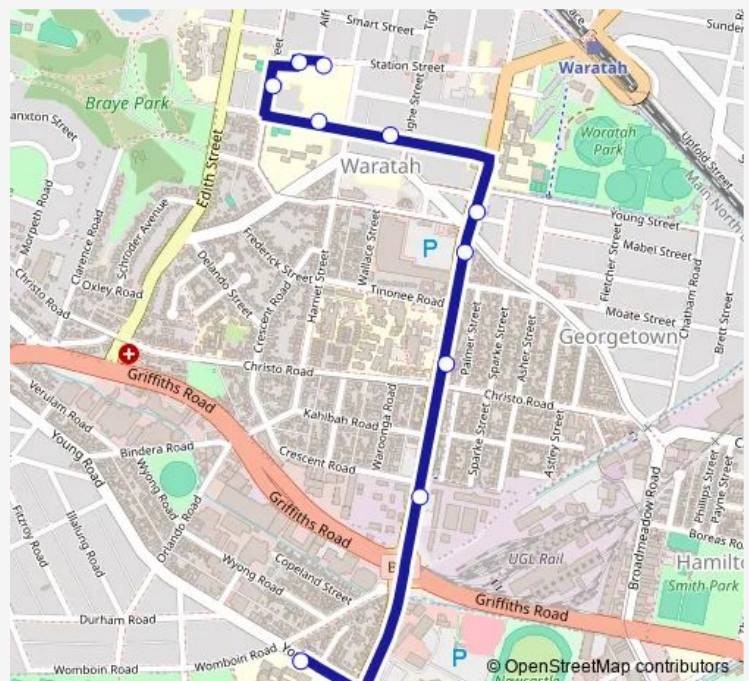 Smart Street
Station Street
Waratah
Braye Park
Edith Street
Waratah
Park
Upfold Street
Main North
Waratah
Morpeth Road
Clarence Road
Schroder Avenue
Young Street
Mabel Street
Frederick Street
Wallace Street
P
Fletcher Street
Chatham Road
Delando Street
Harriet Street
Oxley Road
Crescent Road
Tinonee Road
Moate Street
Brett Street
Christo Road
Palmer Street
Sparke Street
Asher Street
Georgetown
Christo Road
Griffiths Road
Christo Road
Verulam Road
Kahibah Road
Waroonga Road
Young Road
Bindera Road
Crescent Road
Sparke Street
Astley Street
Wyong Road
Orlando Road
Griffiths Road
Broadmeadow Road
Phillips Street
Payne Street
Fitzroy Road
Illalung Road
UGL Rail
Boreas Ro
Hamilto
Copeland Street
Wyong Road
Smith Park
Griffiths Road
Durham Road
Womboin Road
Womboin Road
P
Newcastle
© OpenStreetMap contributors